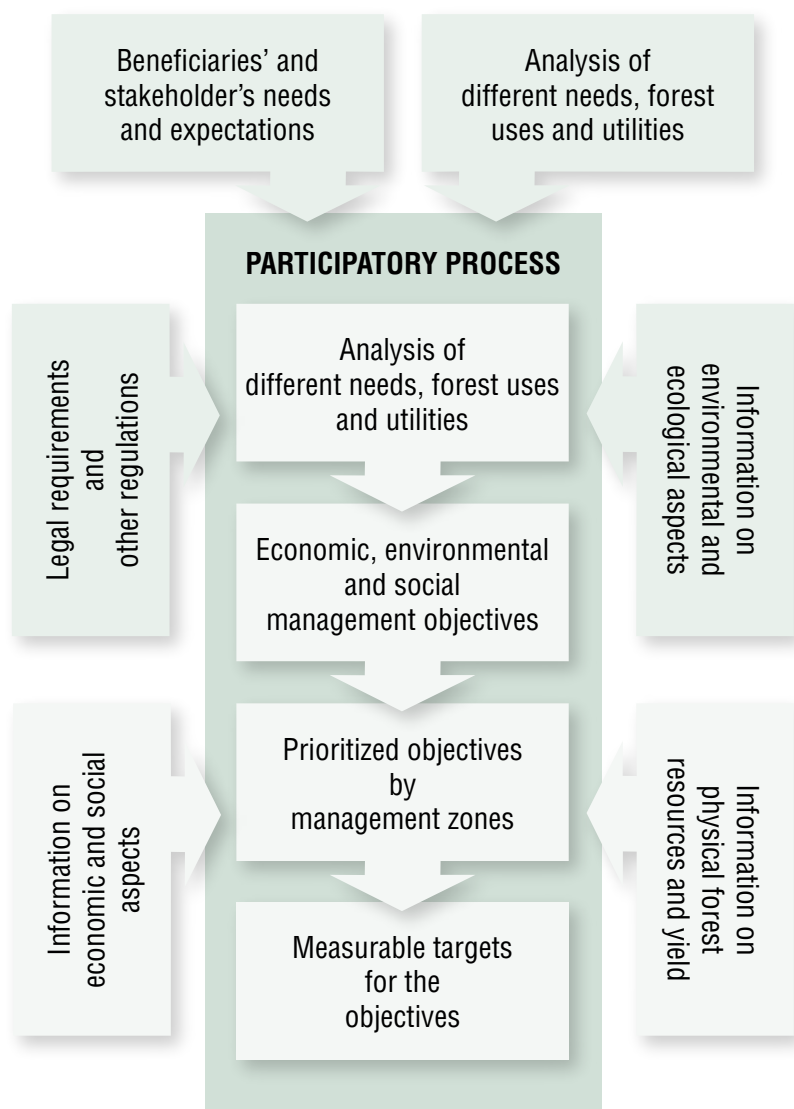 Beneficiaries’ and
stakeholder’s needs
and expectations
Analysis of
different needs, forest
uses and utilities
PARTICIPATORY PROCESS
Legal requirements
and
other regulations
Analysis of
different needs, forest uses
and utilities
Information on
environmental and
ecological aspects
Economic, environmental
and social
management objectives
Information on
economic and social
aspects
Prioritized objectives
by
management zones
Information on
physical forest
resources and yield
Measurable targets
for the
objectives